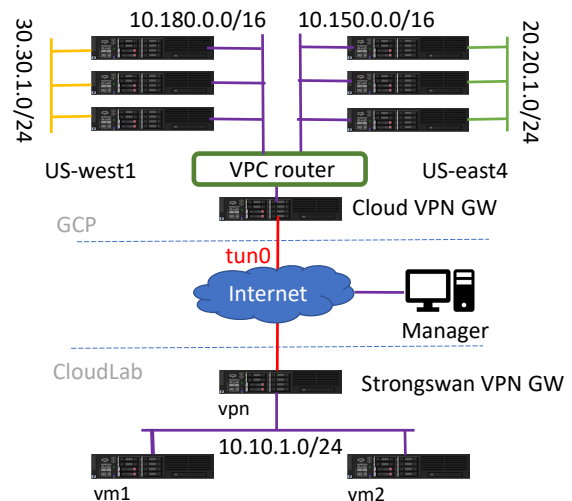 10.180.0.0/16
10.150.0.0/16
30.30.1.0/24
20.20.1.0/24
US-west1
VPC router
US-east4
Cloud VPN GW
GCP
tun0
Internet
Manager
CloudLab
Strongswan VPN GW
vpn
10.10.1.0/24
vm1
vm2